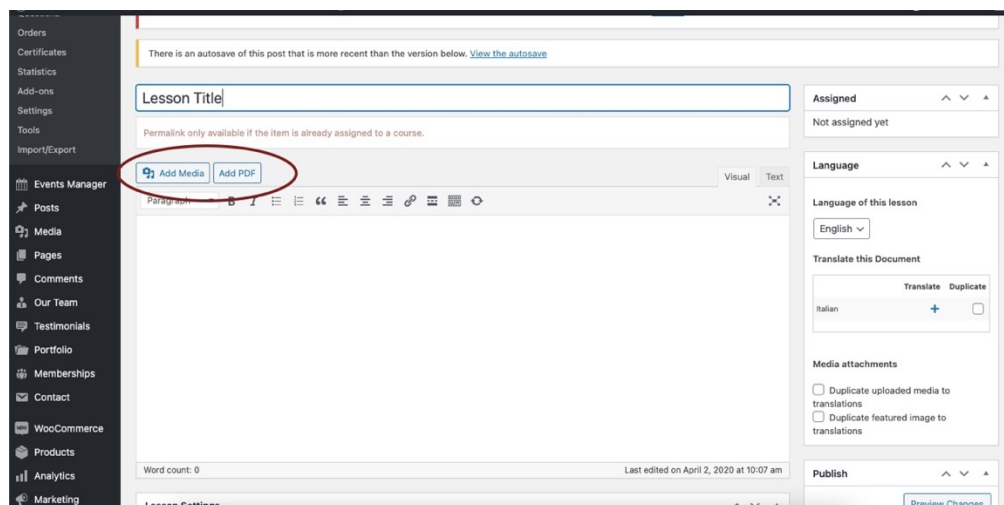 Orders
Certificates
Statistics
Add-ons
Settings
Tools
Import/Export
Events Manager
Posts
Media
Pages
Comments
Our Team
Testimonials
Portfolio
Memberships
Contact
WooCommerce
Products
Analytics
Marketing
There is an autosave of this post that is more recent than the version below. View the autosave
Lesson Title
Permalink only available if the item is already assigned to a course.
Add Media Add PDF
Visual Text
Paragraph B I
Word count: 0 Last edited on April 2, 2020 at 10:07 am
Lesson Settings
Assigned
Not assigned yet
Language
Language of this lesson
English
Translate this Document
Translate Duplicate
Italian
Media attachments
Duplicate uploaded media to
translations
Duplicate featured image to
translations
Publish
Preview Changes